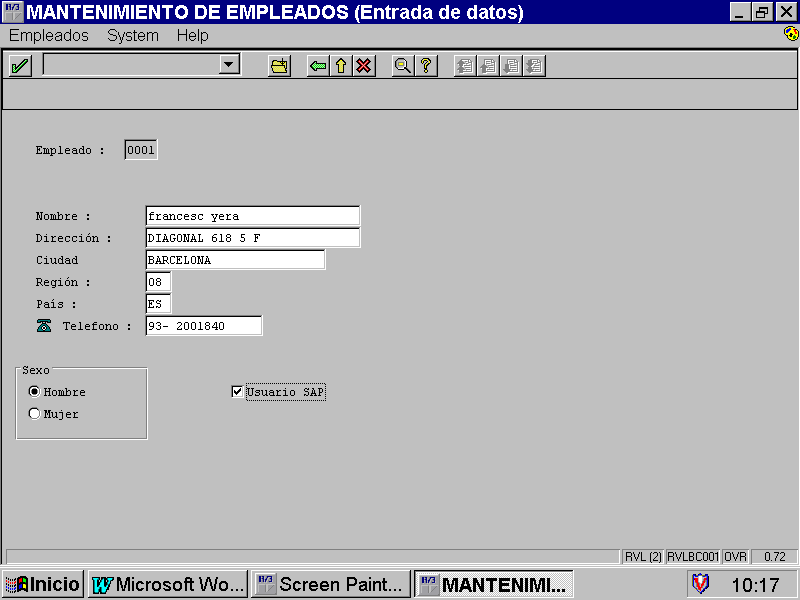 MANTENIMIENTO DE EMPLEADOS (Entrada de datos)
Empleados System Help
Empleado : 0001
Nombre : francesc yera
Dirección : DIAGONAL 618 5 F
Ciudad BARCELONA
Región : 08
País : ES
Telefono : 93- 2001840
Sexo
Hombre
Usuario SAP
Mujer
RVL (2) RVLBC001 OVR 0.72
Inicio Microsoft Wo... R/3 Screen Paint... R/3 MANTENIMI... 10:17